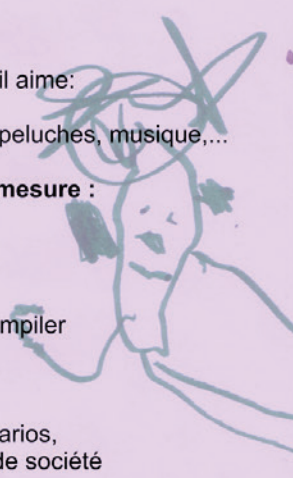 il aime:
peluches, musique,...
mesure :
mpiler
arios,
de société